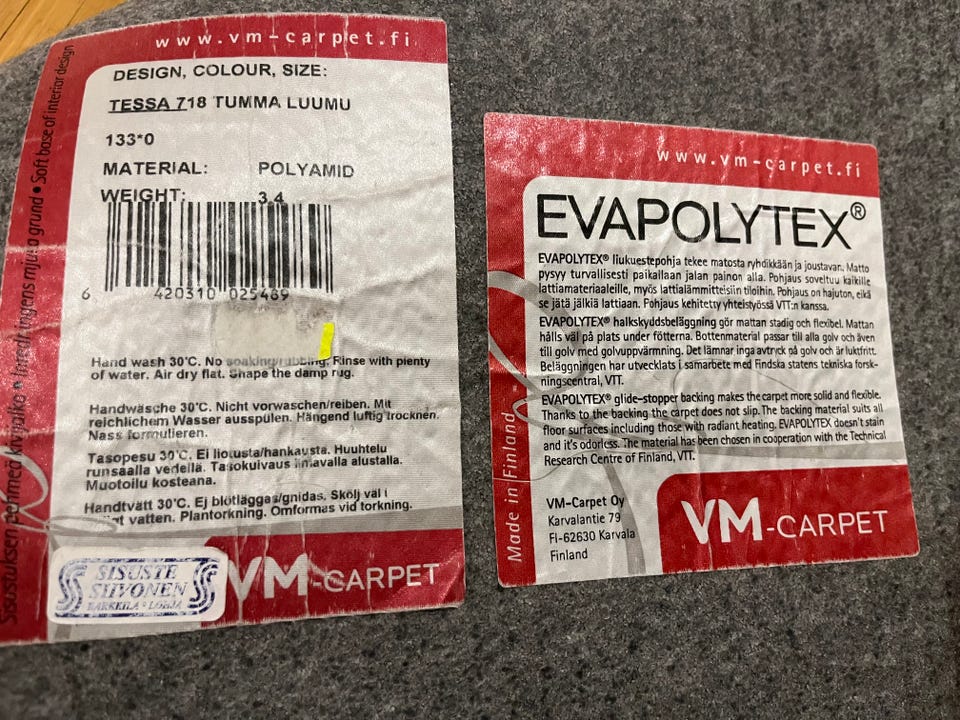 www.vm-carpet.fi
DESIGN, COLOUR, SIZE:
TESSA 718 TUMMA LUUMU
133*0
MATERIAL: POLYAMID
WEIGHT: 3.4
6 420310 025489
Hand wash 30°C. No soaking/rubbing. Rinse with plenty
of water. Air dry flat. Shape the damp rug.
Handwäsche 30°C. Nicht vorwaschen/reiben. Mit
reichlichem Wasser ausspülen. Hängend luftig trocknen.
Nass formulieren.
Tasopesu 30°C. Ei liotusta/hankausta. Huuhtelu
runsaalla vedellä. Tasokuivaus ilmavalla alustalla.
Muotoilu kosteana.
Handtvätt 30°C. Ej blötläggas/gnidas. Skölj väl i
vatten. Plantorkning. Omformas vid torkning.
Sisustuksen pehmeä kivijalka • Inredningens mjuka grund • Soft base of interior design
SISUSTE
SIIVONEN
LOHJA
VM-CARPET
www.vm-carpet.fi
EVAPOLYTEX®
EVAPOLYTEX® liukuestepohja tekee matosta ryhdikkään ja joustavan. Matto
pysyy turvallisesti paikallaan jalan painon alla. Pohjaus soveltuu kaikille
lattiamateriaaleille, myös lattialämmitteisiin tiloihin. Pohjaus on hajuton, eikä
se jätä jälkiä lattiaan. Pohjaus kehitetty yhteistyössä VTT:n kanssa.
EVAPOLYTEX® halkskyddsbeläggning gör mattan stadig och flexibel. Mattan
hålls väl på plats under fötterna. Bottenmaterial passar till alla golv och även
till golv med golvuppvärmning. Det lämnar inga avtryck på golv och är luktfritt.
Beläggningen har utvecklats i samarbete med Findska statens tekniska forsk-
ningscentral, VTT.
EVAPOLYTEX® glide-stopper backing makes the carpet more solid and flexible.
Thanks to the backing the carpet does not slip. The backing material suits all
floor surfaces including those with radiant heating. EVAPOLYTEX doesn't stain
and it's odorless. The material has been chosen in cooperation with the Technical
Research Centre of Finland, VTT.
Made in Finland
VM-Carpet Oy
Karvalantie 79
FI-62630 Karvala
Finland
VM-CARPET